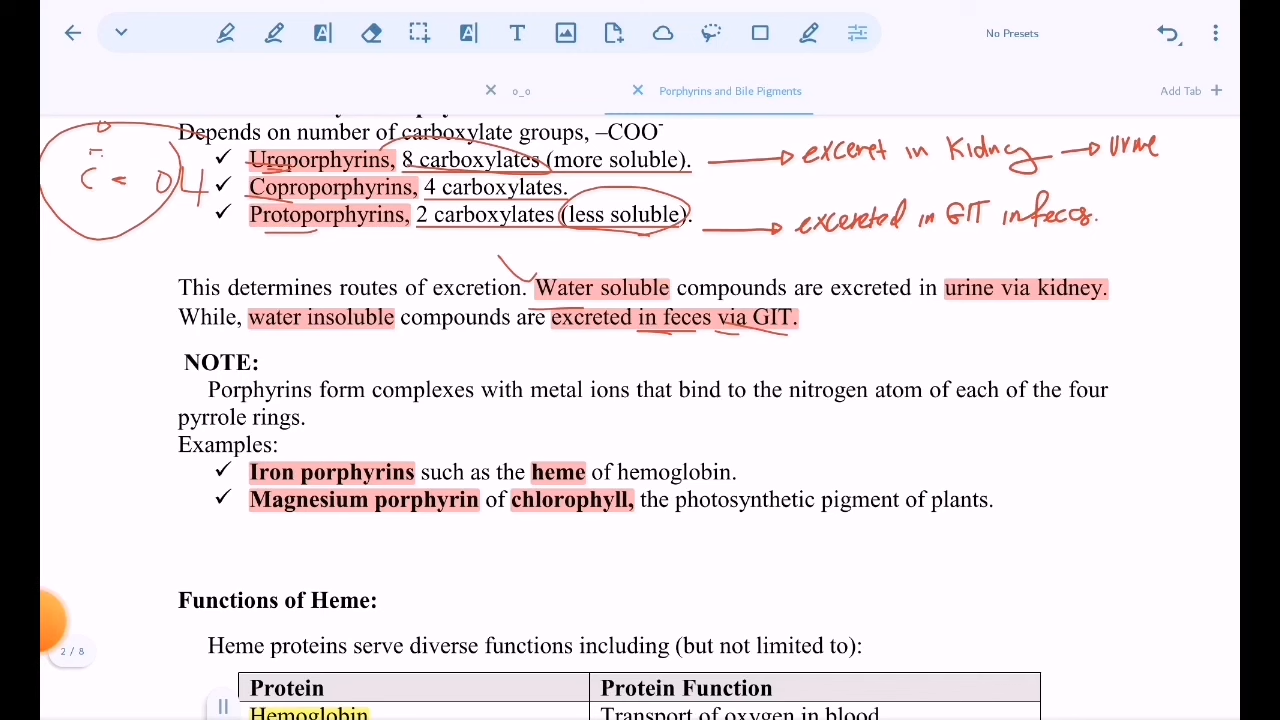 No Presets
o_o
Porphyrins and Bile Pigments
Add Tab
Depends on number of carboxylate groups, –COO-
✓ Uroporphyrins, 8 carboxylates (more soluble). → excret in Kidney → urine
✓ Coproporphyrins, 4 carboxylates.
✓ Protoporphyrins, 2 carboxylates (less soluble). → excereted in GIT in feces.
This determines routes of excretion. Water soluble compounds are excreted in urine via kidney.
While, water insoluble compounds are excreted in feces via GIT.
NOTE:
Porphyrins form complexes with metal ions that bind to the nitrogen atom of each of the four
pyrrole rings.
Examples:
✓ Iron porphyrins such as the heme of hemoglobin.
✓ Magnesium porphyrin of chlorophyll, the photosynthetic pigment of plants.
Functions of Heme:
Heme proteins serve diverse functions including (but not limited to):
2 / 8
Protein Protein Function
Hemoglobin Transport of oxygen in blood